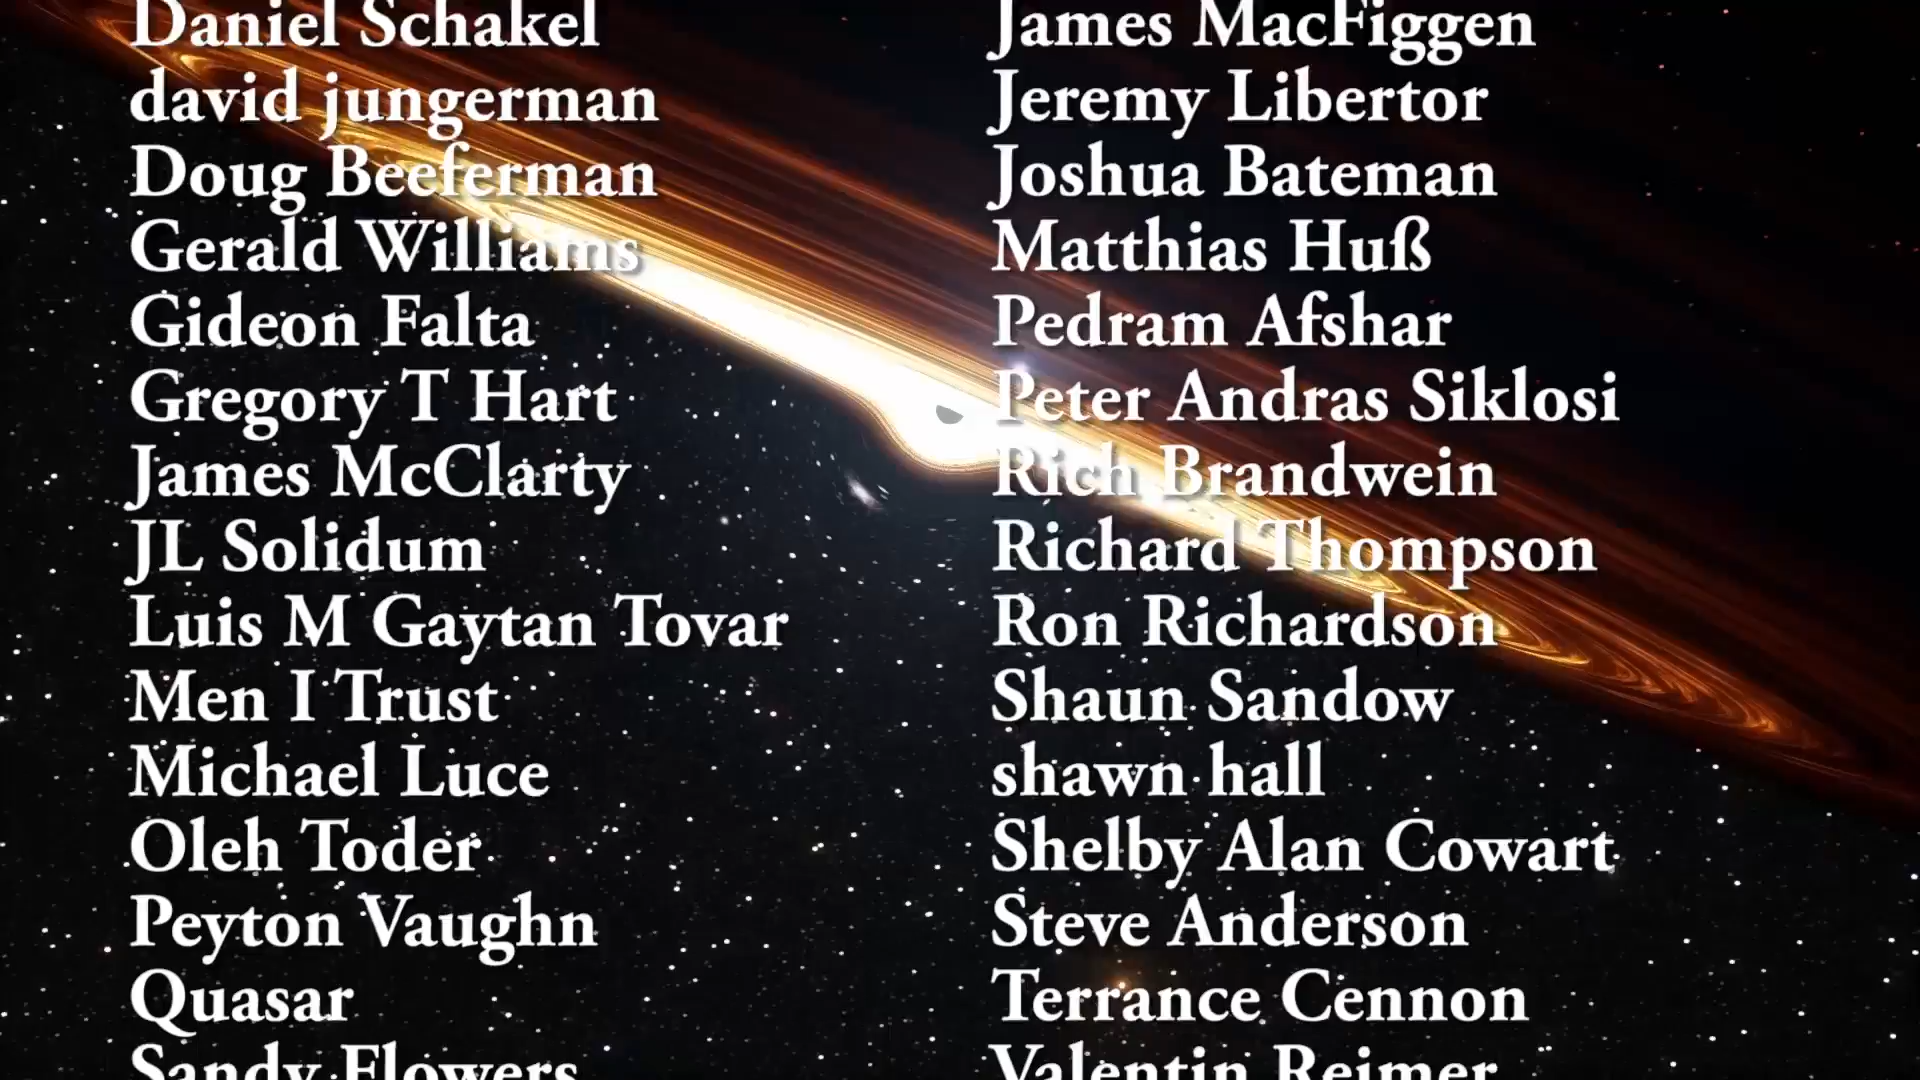 Daniel Schakel
david jungerman
Doug Beeferman
Gerald Williams
Gideon Falta
Gregory T Hart
James McClarty
JL Solidum
Luis M Gaytan Tovar
Men I Trust
Michael Luce
Oleh Toder
Peyton Vaughn
Quasar
Sandy Flowers
James MacFiggen
Jeremy Libertor
Joshua Bateman
Matthias Huß
Pedram Afshar
Peter Andras Siklosi
Rich Brandwein
Richard Thompson
Ron Richardson
Shaun Sandow
shawn hall
Shelby Alan Cowart
Steve Anderson
Terrance Cennon
Valentin Reimer